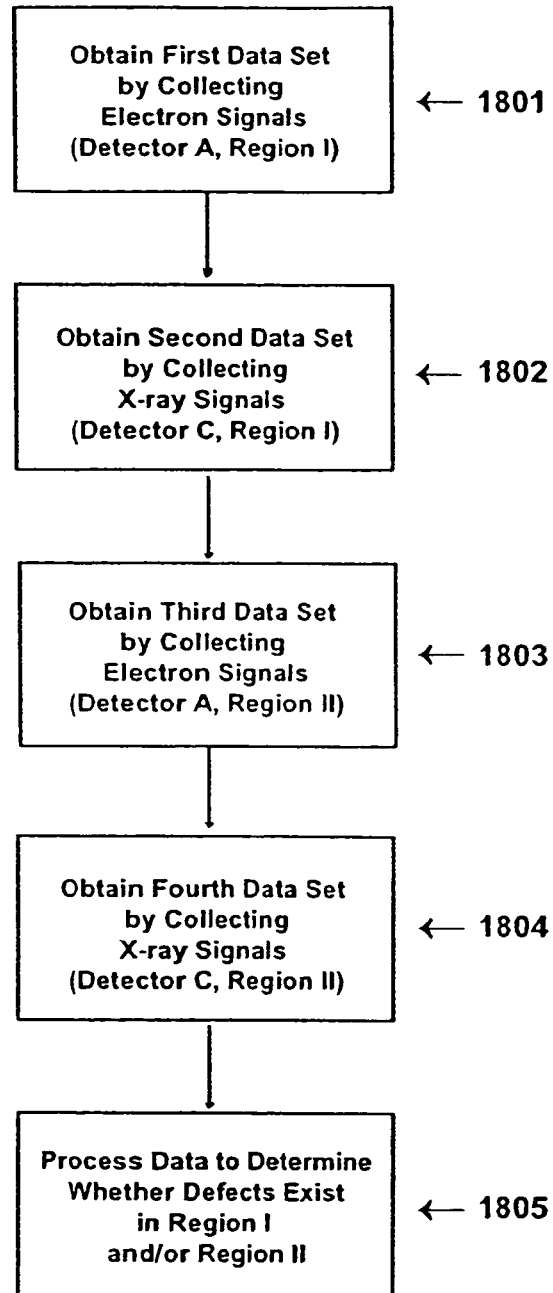 Obtain First Data Set
by Collecting
Electron Signals
(Detector A, Region I)
← 1801
Obtain Second Data Set
by Collecting
X-ray Signals
(Detector C, Region I)
← 1802
Obtain Third Data Set
by Collecting
Electron Signals
(Detector A, Region II)
← 1803
Obtain Fourth Data Set
by Collecting
X-ray Signals
(Detector C, Region II)
← 1804
Process Data to Determine
Whether Defects Exist
in Region I
and/or Region II
← 1805